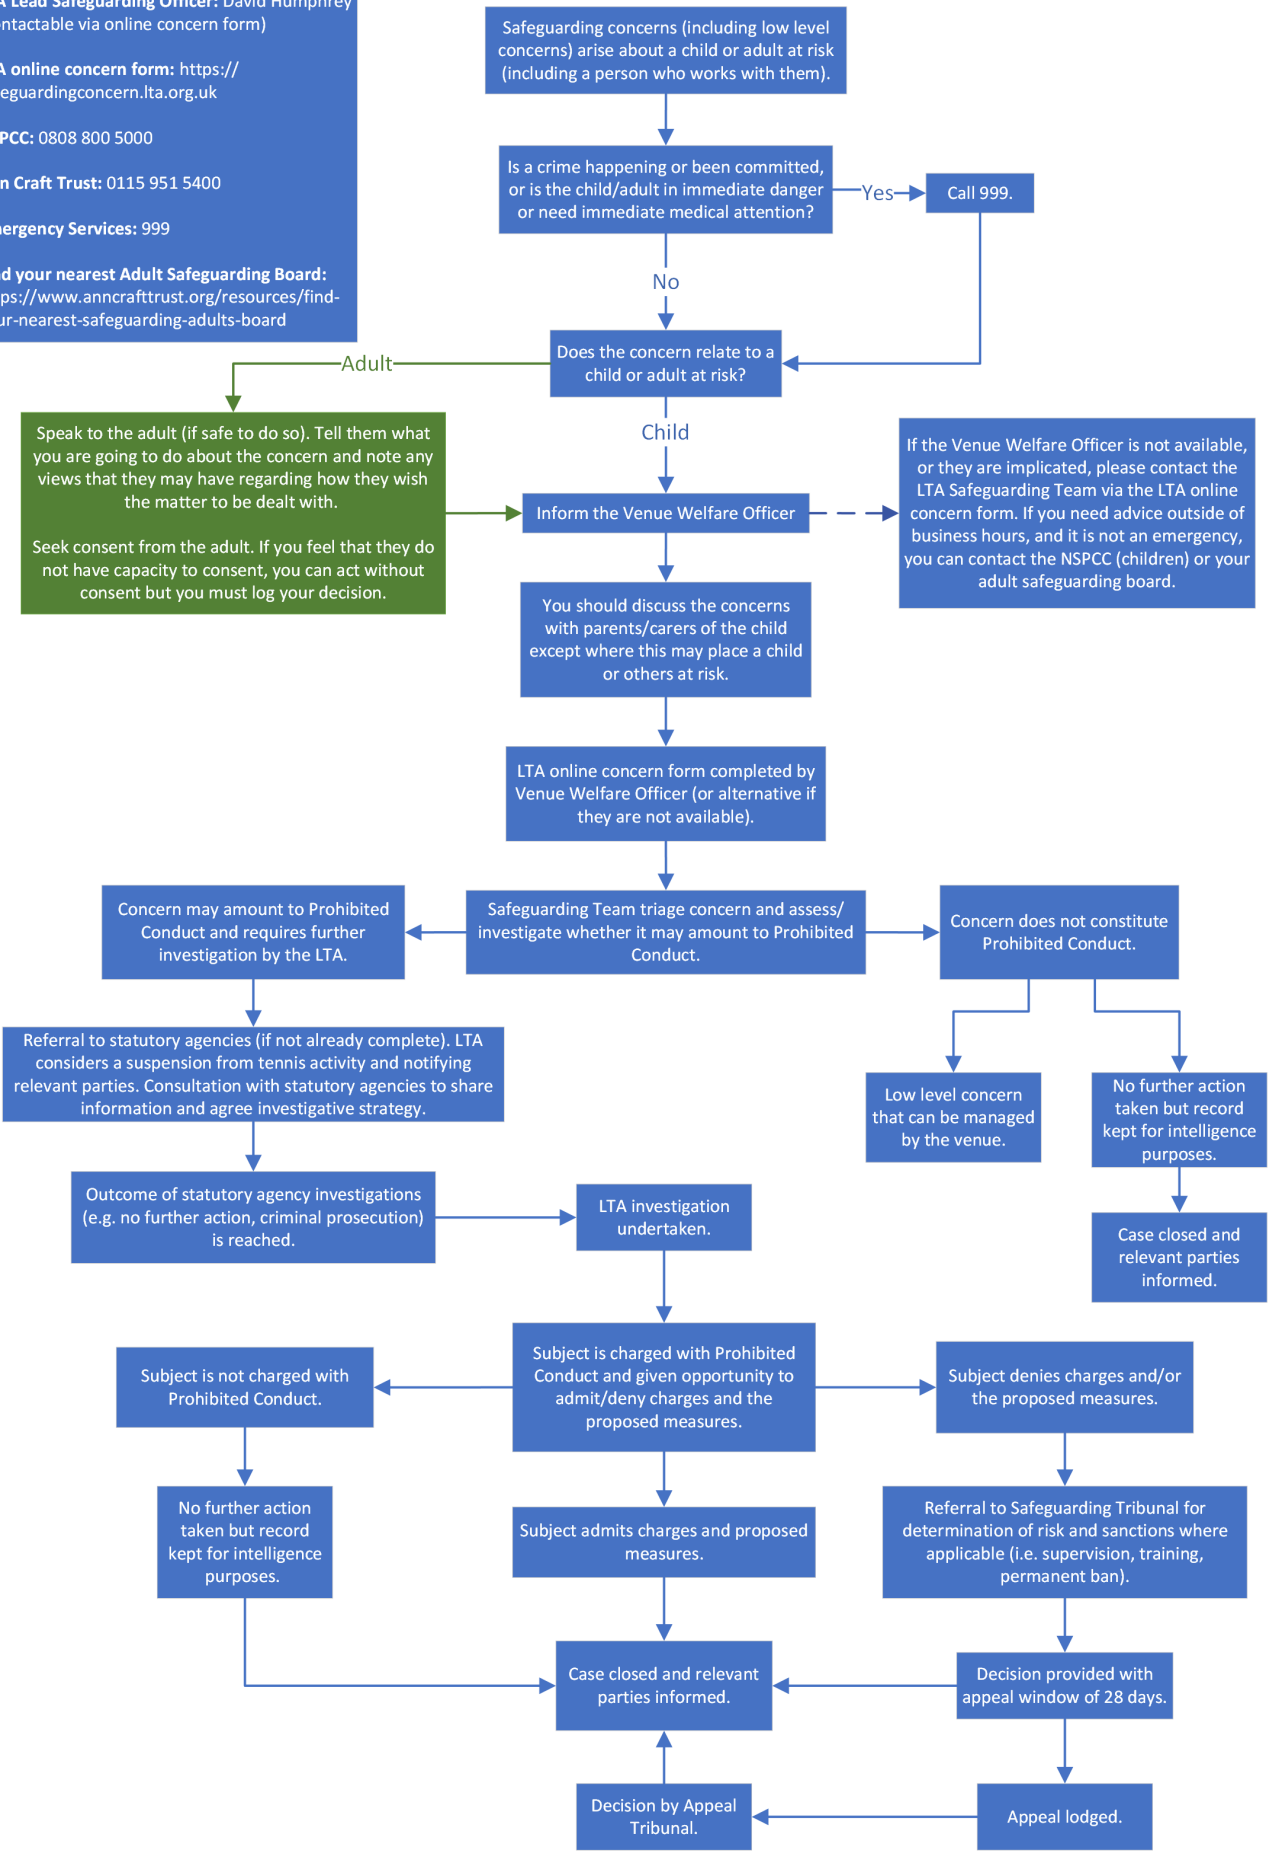 Lead Safeguarding Officer: David Humphrey
via online concern form)
online concern form: https://
0808 800 5000
Craft Trust: 0115 951 5400
Services: 999
your nearest Adult Safeguarding Board:
Safeguarding concerns (including low level
concerns) arise about a child or adult at risk
(including a person who works with them).
Is a crime happening or been committed,
or is the child/adult in immediate danger
or need immediate medical attention?
Yes
Call 999.
No
Does the concern relate to a
child or adult at risk?
Adult
Child
Speak to the adult (if safe to do so). Tell them what
you are going to do about the concern and note any
views that they may have regarding how they wish
the matter to be dealt with.
Seek consent from the adult. If you feel that they do
not have capacity to consent, you can act without
consent but you must log your decision.
Inform the Venue Welfare Officer
If the Venue Welfare Officer is not available,
or they are implicated, please contact the
LTA Safeguarding Team via the LTA online
concern form. If you need advice outside of
business hours, and it is not an emergency,
you can contact the NSPCC (children) or your
adult safeguarding board.
You should discuss the concerns
with parents/carers of the child
except where this may place a child
or others at risk.
LTA online concern form completed by
Venue Welfare Officer (or alternative if
they are not available).
Concern may amount to Prohibited
Conduct and requires further
investigation by the LTA.
Safeguarding Team triage concern and assess/
investigate whether it may amount to Prohibited
Conduct.
Concern does not constitute
Prohibited Conduct.
Referral to statutory agencies (if not already complete). LTA
considers a suspension from tennis activity and notifying
relevant parties. Consultation with statutory agencies to share
information and agree investigative strategy.
Low level concern
that can be managed
by the venue.
No further action
taken but record
kept for intelligence
purposes.
Outcome of statutory agency investigations
(e.g. no further action, criminal prosecution)
is reached.
LTA investigation
undertaken.
Case closed and
relevant parties
informed.
Subject is not charged with
Prohibited Conduct.
Subject is charged with Prohibited
Conduct and given opportunity to
admit/deny charges and the
proposed measures.
Subject denies charges and/or
the proposed measures.
No further action
taken but record
kept for intelligence
purposes.
Subject admits charges and proposed
measures.
Referral to Safeguarding Tribunal for
determination of risk and sanctions where
applicable (i.e. supervision, training,
permanent ban).
Case closed and relevant
parties informed.
Decision provided with
appeal window of 28 days.
Decision by Appeal
Tribunal.
Appeal lodged.